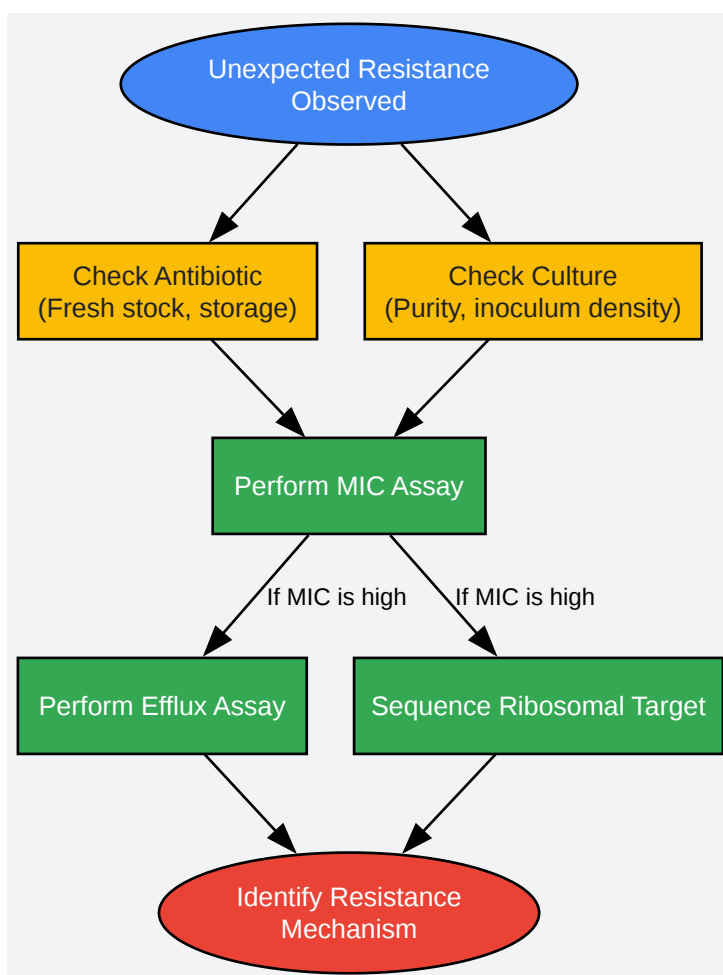 Unexpected Resistance
Observed
Check Antibiotic
(Fresh stock, storage)
Check Culture
(Purity, inoculum density)
Perform MIC Assay
If MIC is high
If MIC is high
Perform Efflux Assay
Sequence Ribosomal Target
Identify Resistance
Mechanism